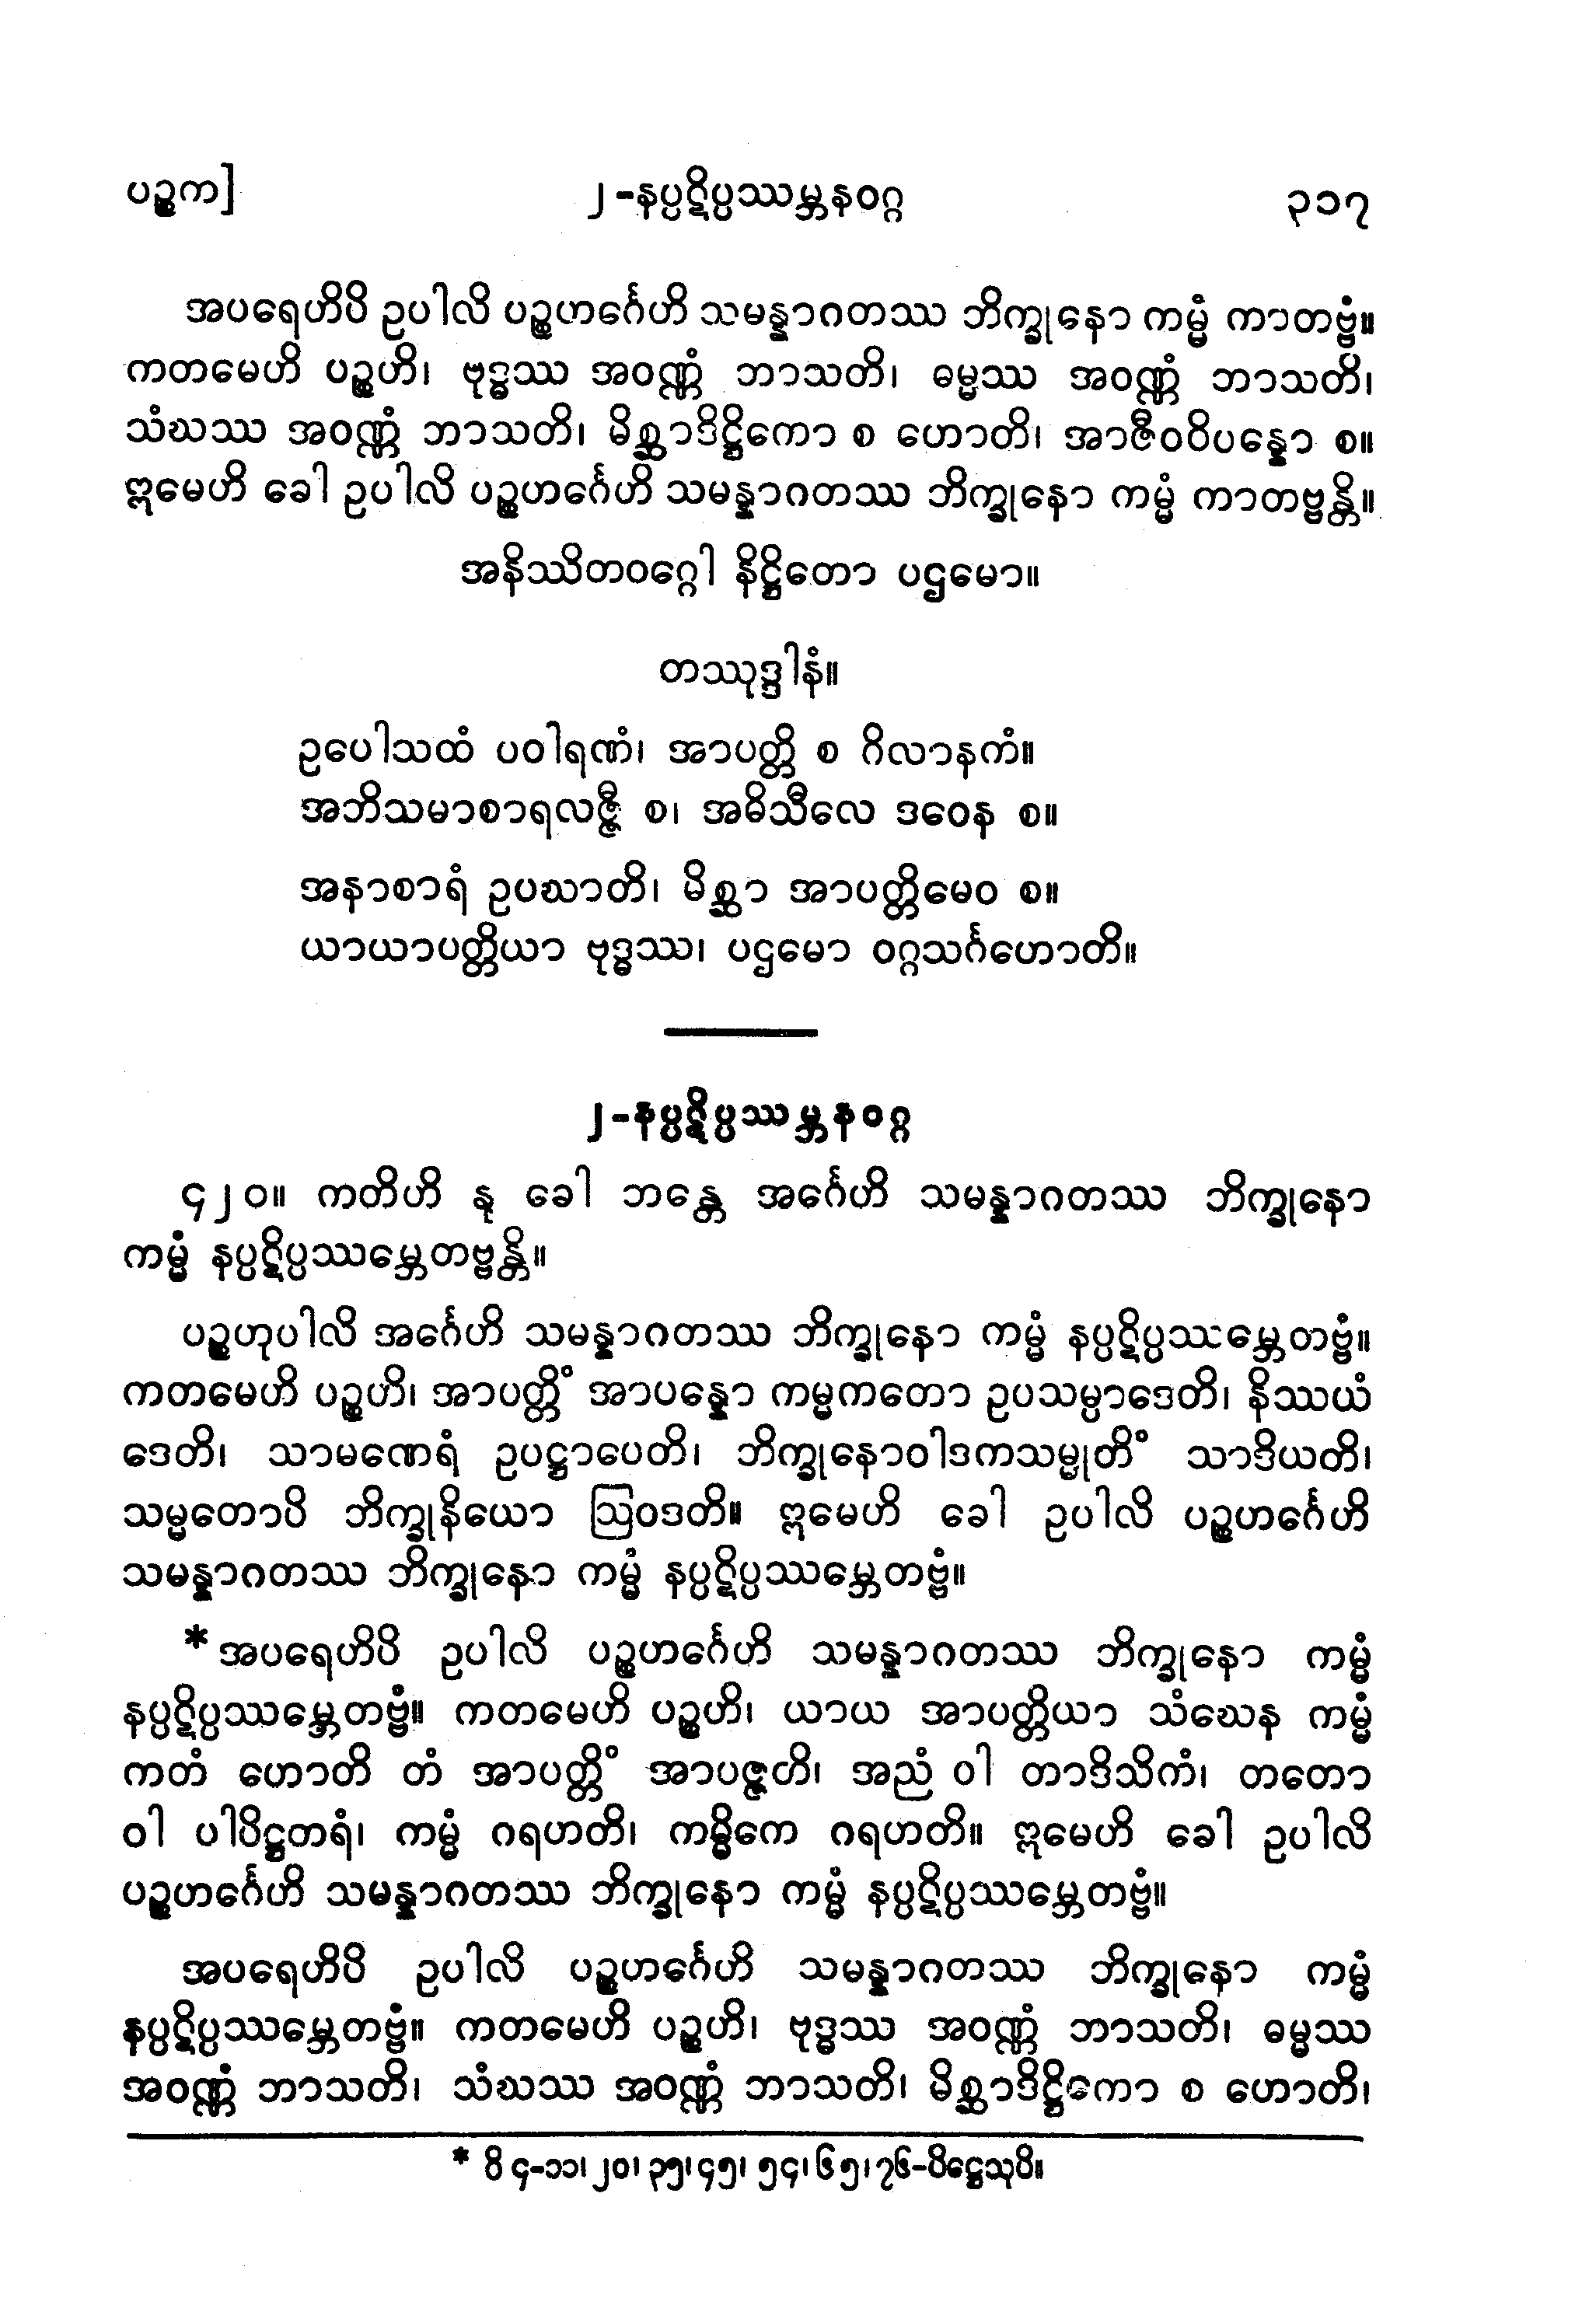 ပဉ္စက]
၂-နပ္ပဋိပ္ပဿမ္ဘနဝဂ္ဂ
၃၁၇
အပရေဟိပိ ဥပါလိ ပဉ္စဟင်္ဂေဟိ သမန္နာဂတဿ ဘိက္ခုနော ကမ္မံ ကာတဗ္ဗံ။
ကတမေဟိ ပဉ္စဟိ၊ ဗုဒ္ဓဿ အဝဏ္ဏံ ဘာသတိ၊ ဓမ္မဿ အဝဏ္ဏံ ဘာသတိ၊
သံဃဿ အဝဏ္ဏံ ဘာသတိ၊ မိစ္ဆာဒိဋ္ဌိကော စ ဟောတိ၊ အာဇီဝဝိပန္နော စ။
ဣမေဟိ ခေါ ဥပါလိ ပဉ္စဟင်္ဂေဟိ သမန္နာဂတဿ ဘိက္ခုနော ကမ္မံ ကာတဗ္ဗန္တိ။
အနိဿိတဝဂ္ဂေါ နိဋ္ဌိတော ပဌမော။
တဿုဒ္ဒါနံ။
ဥပေါသထံ ပဝါရဏံ၊ အာပတ္တိ စ ဂိလာနကံ။
အဘိသမာစာရလဇ္ဇီ စ၊ အဓိသီလေ ဒဝေန စ။
အနာစာရံ ဥပဃာတိ၊ မိစ္ဆာ အာပတ္တိမေဝ စ။
ယာယာပတ္တိယာ ဗုဒ္ဓဿ၊ ပဌမော ဝဂ္ဂသင်္ဂဟောတိ။
၂-နပ္ပဋိပ္ပဿမ္ဘနဝဂ္ဂ
၄၂၀။ ကတိဟိ နု ခေါ ဘန္တေ အင်္ဂေဟိ သမန္နာဂတဿ ဘိက္ခုနော
ကမ္မံ နပ္ပဋိပ္ပဿမ္ဘေတဗ္ဗန္တိ။
ပဉ္စဟုပါလိ အင်္ဂေဟိ သမန္နာဂတဿ ဘိက္ခုနော ကမ္မံ နပ္ပဋိပ္ပဿမ္ဘေတဗ္ဗံ။
ကတမေဟိ ပဉ္စဟိ၊ အာပတ္တိံ အာပန္နော ကမ္မကတော ဥပသမ္ပာဒေတိ၊ နိဿယံ
ဒေတိ၊ သာမဏေရံ ဥပဋ္ဌာပေတိ၊ ဘိက္ခုနောဝါဒကသမ္မုတိံ သာဒိယတိ၊
သမ္မတောပိ ဘိက္ခုနိယော ဩဝဒတိ။ ဣမေဟိ ခေါ ဥပါလိ ပဉ္စဟင်္ဂေဟိ
သမန္နာဂတဿ ဘိက္ခုနော ကမ္မံ နပ္ပဋိပ္ပဿမ္ဘေတဗ္ဗံ။
* အပရေဟိပိ ဥပါလိ ပဉ္စဟင်္ဂေဟိ သမန္နာဂတဿ ဘိက္ခုနော ကမ္မံ
နပ္ပဋိပ္ပဿမ္ဘေတဗ္ဗံ။ ကတမေဟိ ပဉ္စဟိ၊ ယာယ အာပတ္တိယာ သံဃေန ကမ္မံ
ကတံ ဟောတိ တံ အာပတ္တိံ အာပဇ္ဇတိ၊ အညံ ဝါ တာဒိသိကံ၊ တတော
ဝါ ပါပိဋ္ဌတရံ၊ ကမ္မံ ဂရဟတိ၊ ကမ္မိကေ ဂရဟတိ။ ဣမေဟိ ခေါ ဥပါလိ
ပဉ္စဟင်္ဂေဟိ သမန္နာဂတဿ ဘိက္ခုနော ကမ္မံ နပ္ပဋိပ္ပဿမ္ဘေတဗ္ဗံ။
အပရေဟိပိ ဥပါလိ ပဉ္စဟင်္ဂေဟိ သမန္နာဂတဿ ဘိက္ခုနော ကမ္မံ
နပ္ပဋိပ္ပဿမ္ဘေတဗ္ဗံ။ ကတမေဟိ ပဉ္စဟိ၊ ဗုဒ္ဓဿ အဝဏ္ဏံ ဘာသတိ၊ ဓမ္မဿ
အဝဏ္ဏံ ဘာသတိ၊ သံဃဿ အဝဏ္ဏံ ဘာသတိ၊ မိစ္ဆာဒိဋ္ဌိကော စ ဟောတိ၊
* ဝိ ၄-၁၁၊ ၂၀၊ ၃၅၊ ၄၅၊ ၅၄၊ ၆၅၊ ၇၆-ပိဋ္ဌေသုပိ။